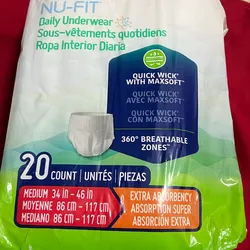 NU-FIT
Daily Underwear
Sous-vêtements quotidiens
Ropa Interior Diaria
QUICK WICK
WITH MAXSOFT
QUICK WICK
AVEC MAXSOFT
QUICK WICK
CON MAXSOFT
360° BREATHABLE
ZONES
20 COUNT | UNITÉS | PIEZAS
MEDIUM 34 in - 46 in
MOYENNE 86 CM - 117 cm
MEDIANO 86 CM - 117 cm
EXTRA ABSORBENCY
ABSORPTION SUPER
ABSORCIÓN EXTRA